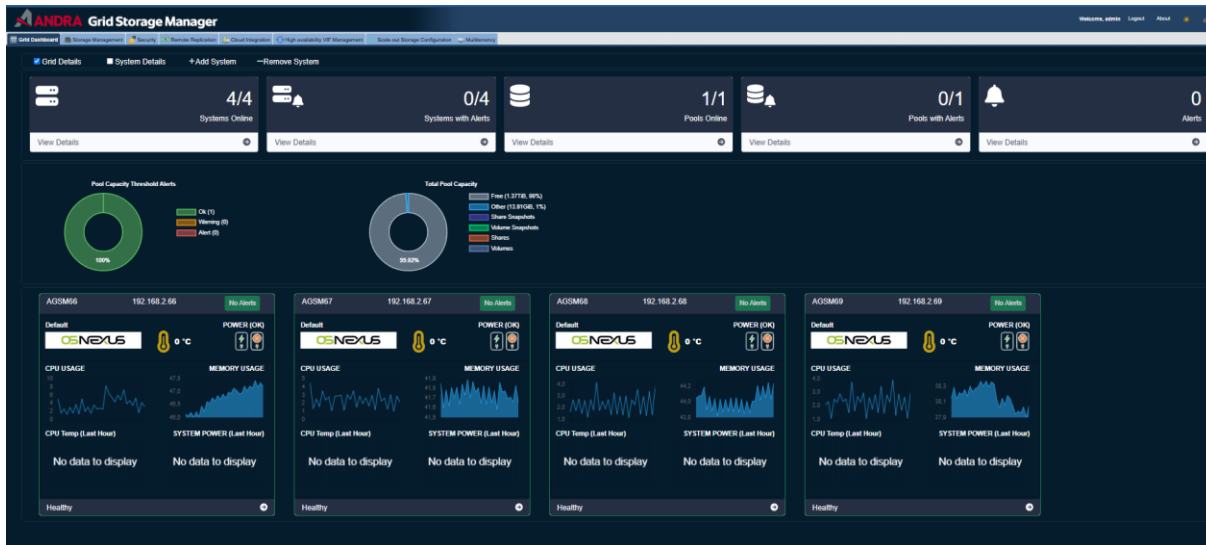 ANDRA Grid Storage Manager
Welcome, admin Logout About
Grid Dashboard Storage Management Security Remote Replication Cloud Integration High availability VIF Management Scale out Storage Configuration Multitenancy
Grid Details System Details +Add System —Remove System
4/4 0/4 1/1 0/1 0
Systems Online Systems with Alerts Pools Online Pools with Alerts Alerts
View Details View Details View Details View Details View Details
Pool Capacity Threshold Alerts
Ok (1)
Warning (0)
Alert (0)
100%
Total Pool Capacity
Other (13.81GiB, 1%)
Share Snapshots
Volume Snapshots
Shares
Volumes
AGSM66 192.168.2.66 No Alerts
Default POWER (OK)
OSNEXUS 0 °C
CPU USAGE MEMORY USAGE
CPU Temp (Last Hour) SYSTEM POWER (Last Hour)
No data to display No data to display
Healthy
AGSM67 192.168.2.67 No Alerts
Default POWER (OK)
OSNEXUS 0 °C
CPU USAGE MEMORY USAGE
CPU Temp (Last Hour) SYSTEM POWER (Last Hour)
No data to display No data to display
Healthy
AGSM68 192.168.2.68 No Alerts
Default POWER (OK)
OSNEXUS 0 °C
CPU USAGE MEMORY USAGE
CPU Temp (Last Hour) SYSTEM POWER (Last Hour)
No data to display No data to display
Healthy
AGSM69 192.168.2.69 No Alerts
Default POWER (OK)
OSNEXUS 0 °C
CPU USAGE MEMORY USAGE
CPU Temp (Last Hour) SYSTEM POWER (Last Hour)
No data to display No data to display
Healthy